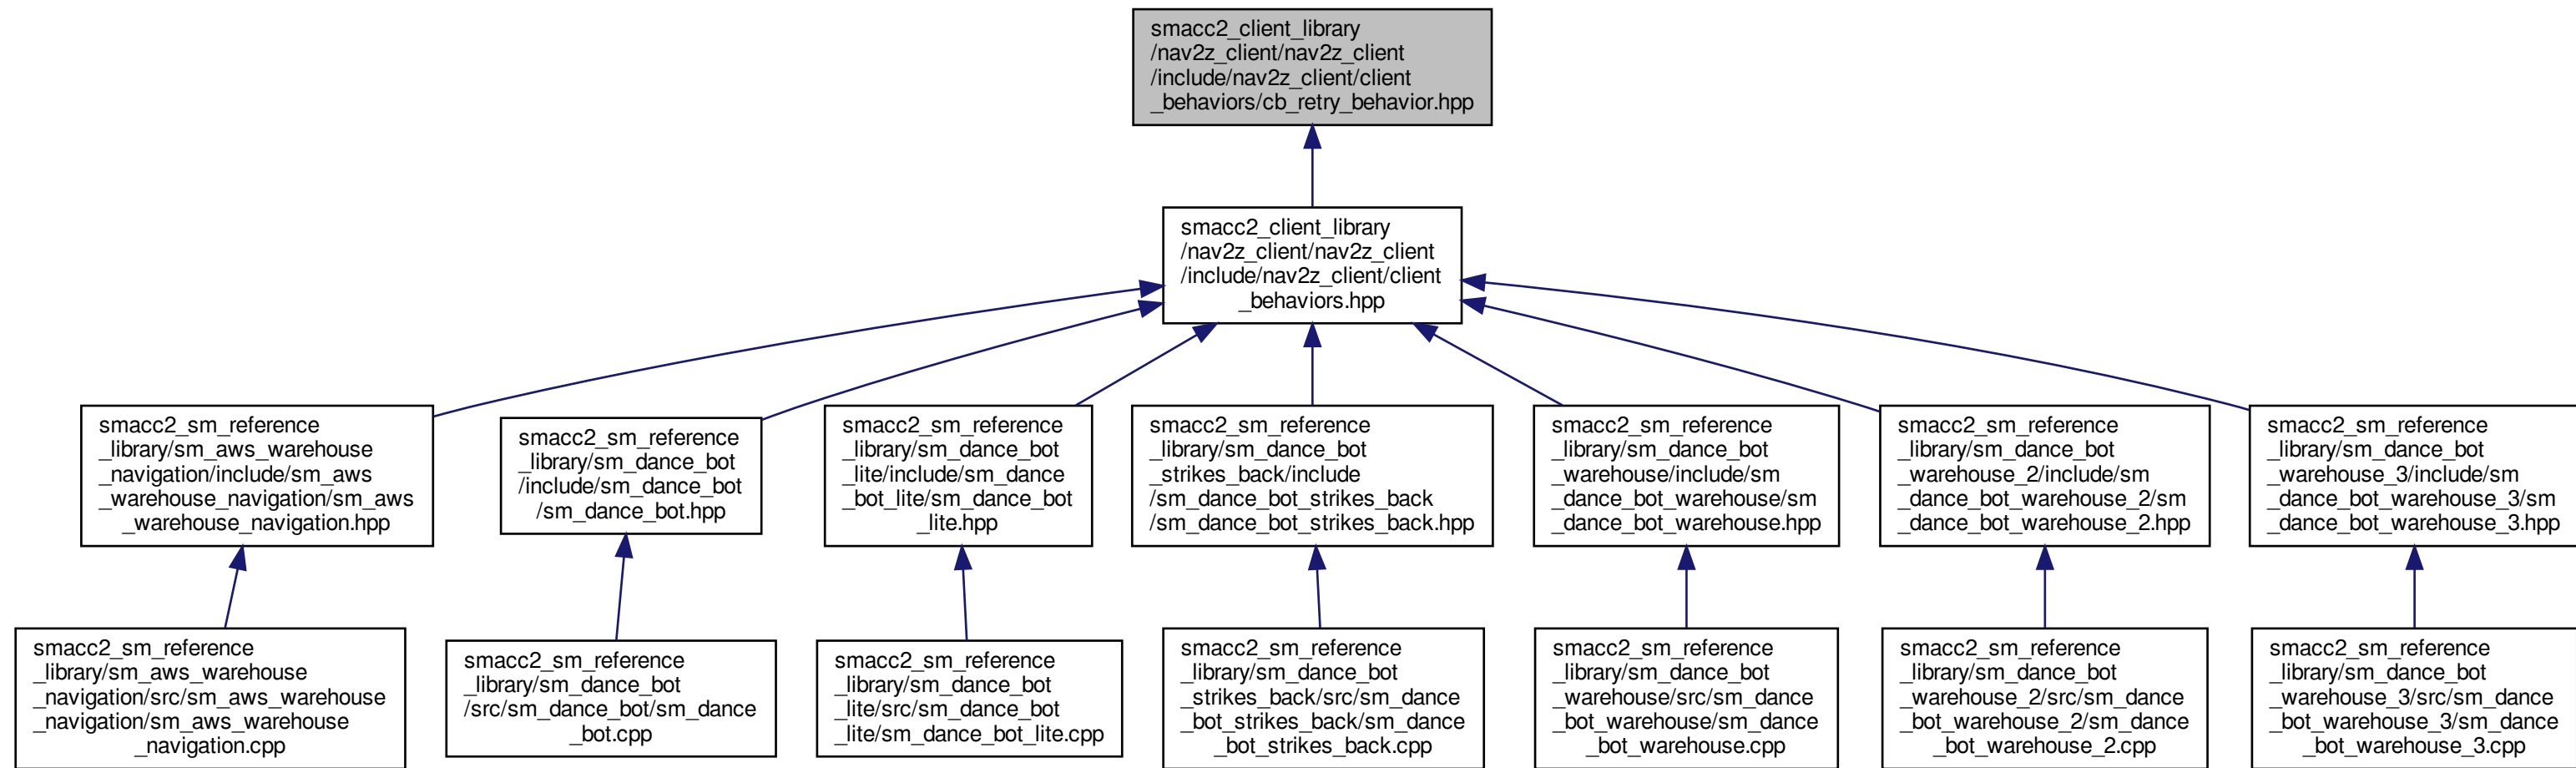 smacc2_client_library
/nav2z_client/nav2z_client
/include/nav2z_client/client
_behaviors/cb_retry_behavior.hpp
smacc2_client_library
/nav2z_client/nav2z_client
/include/nav2z_client/client
_behaviors.hpp
smacc2_sm_reference
_library/sm_aws_warehouse
_navigation/include/sm_aws
_warehouse_navigation/sm_aws
_warehouse_navigation.hpp
smacc2_sm_reference
_library/sm_dance_bot
/include/sm_dance_bot
/sm_dance_bot.hpp
smacc2_sm_reference
_library/sm_dance_bot
_lite/include/sm_dance
_bot_lite/sm_dance_bot
_lite.hpp
smacc2_sm_reference
_library/sm_dance_bot
_strikes_back/include
/sm_dance_bot_strikes_back
/sm_dance_bot_strikes_back.hpp
smacc2_sm_reference
_library/sm_dance_bot
_warehouse/include/sm
_dance_bot_warehouse/sm
_dance_bot_warehouse.hpp
smacc2_sm_reference
_library/sm_dance_bot
_warehouse_2/include/sm
_dance_bot_warehouse_2/sm
_dance_bot_warehouse_2.hpp
smacc2_sm_reference
_library/sm_dance_bot
_warehouse_3/include/sm
_dance_bot_warehouse_3/sm
_dance_bot_warehouse_3.hpp
smacc2_sm_reference
_library/sm_aws_warehouse
_navigation/src/sm_aws_warehouse
_navigation/sm_aws_warehouse
_navigation.cpp
smacc2_sm_reference
_library/sm_dance_bot
/src/sm_dance_bot/sm_dance
_bot.cpp
smacc2_sm_reference
_library/sm_dance_bot
_lite/src/sm_dance_bot
_lite/sm_dance_bot_lite.cpp
smacc2_sm_reference
_library/sm_dance_bot
_strikes_back/src/sm_dance
_bot_strikes_back/sm_dance
_bot_strikes_back.cpp
smacc2_sm_reference
_library/sm_dance_bot
_warehouse/src/sm_dance
_bot_warehouse/sm_dance
_bot_warehouse.cpp
smacc2_sm_reference
_library/sm_dance_bot
_warehouse_2/src/sm_dance
_bot_warehouse_2/sm_dance
_bot_warehouse_2.cpp
smacc2_sm_reference
_library/sm_dance_bot
_warehouse_3/src/sm_dance
_bot_warehouse_3/sm_dance
_bot_warehouse_3.cpp